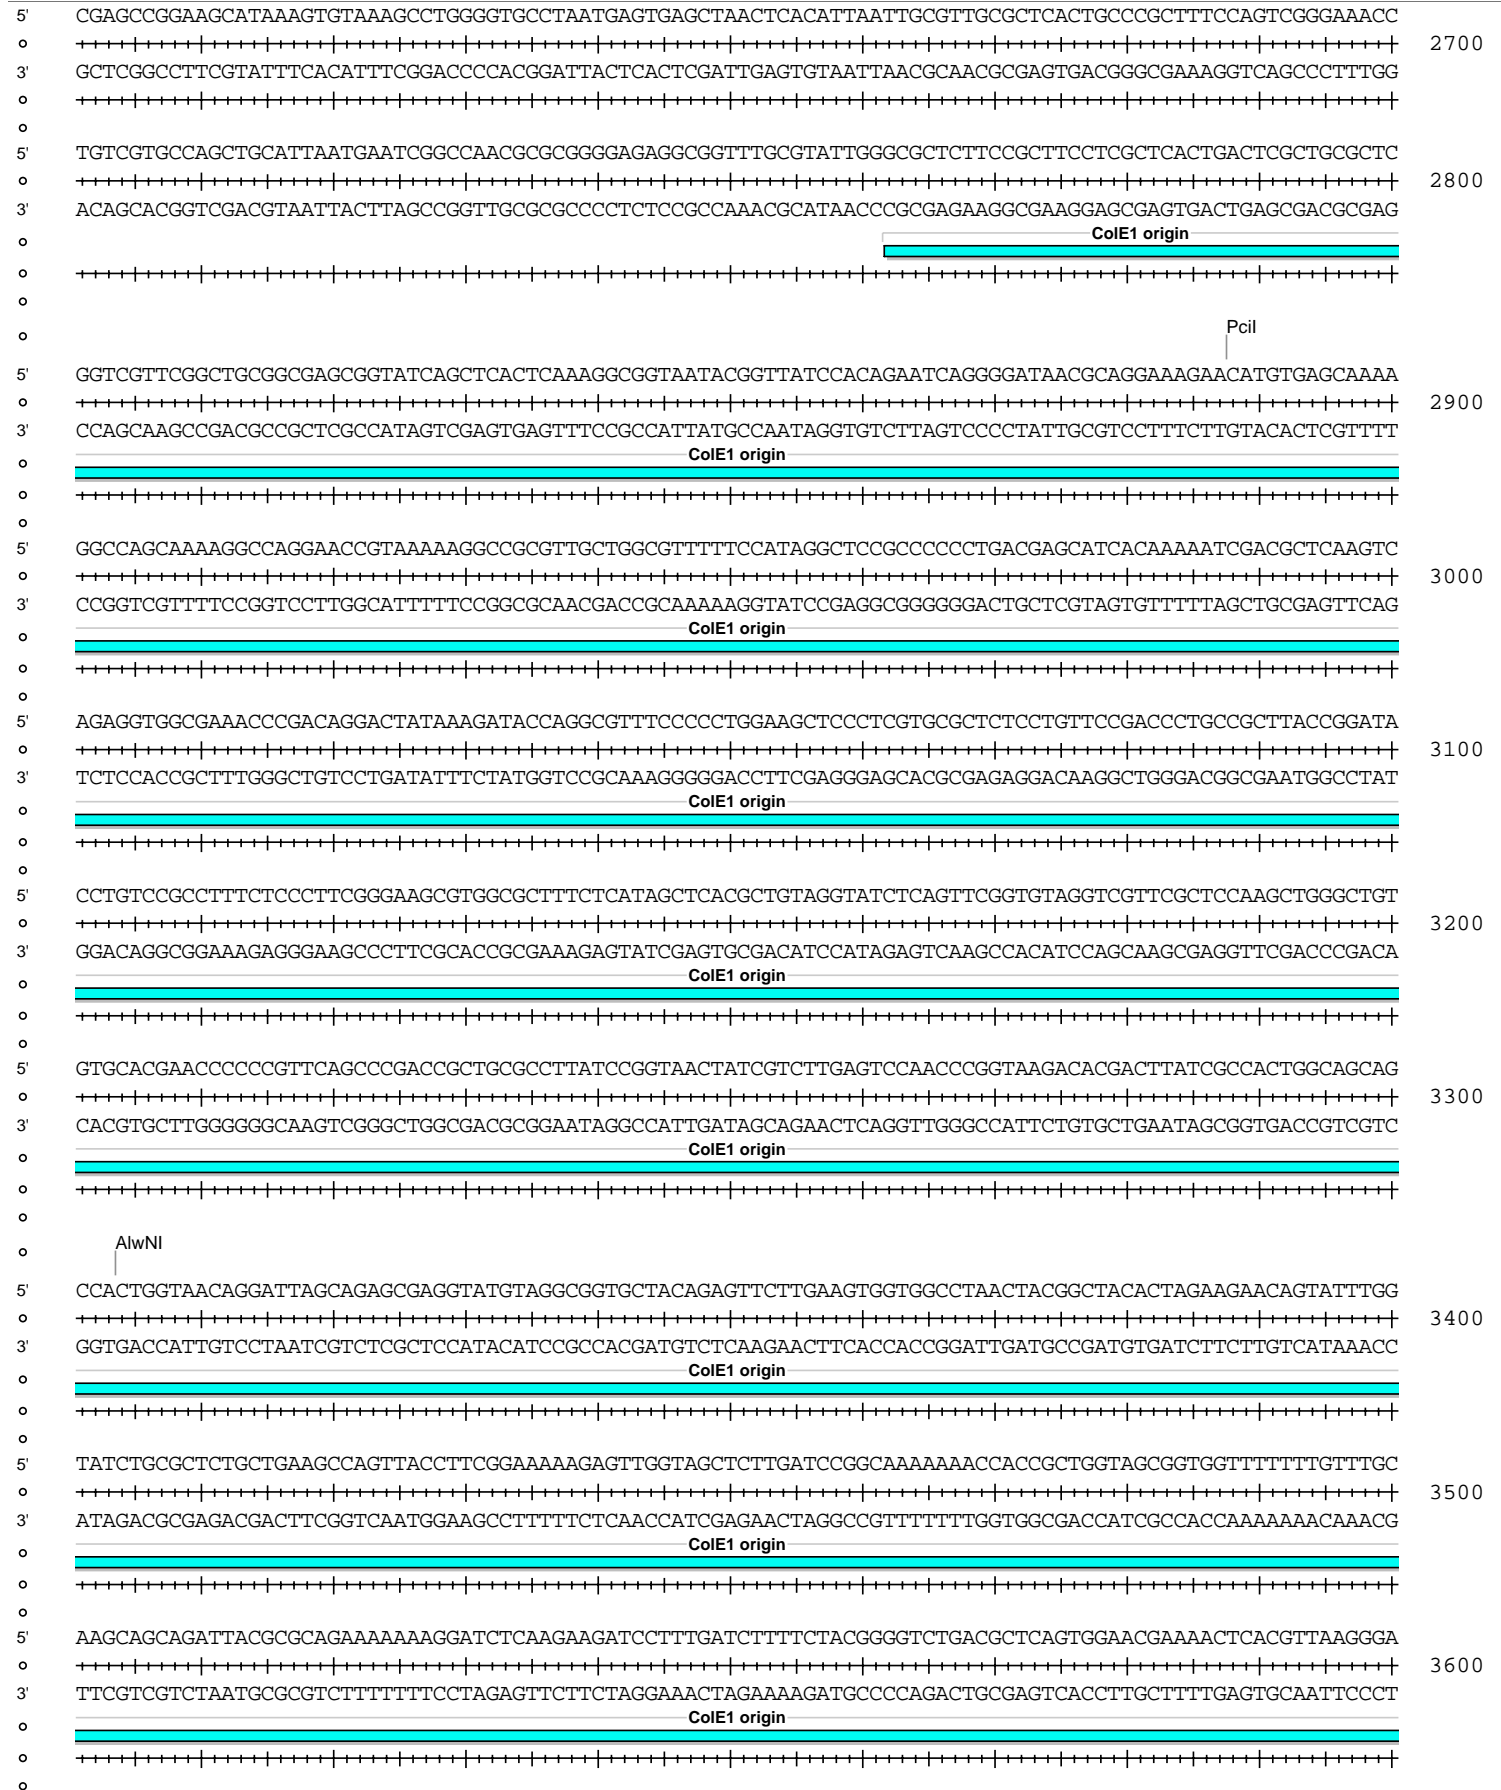 5' CGAGCCGGAAGCATAAAGTGTAAAGCCTGGGGTGCCTAATGAGTGAGCTAACTCACATTAATTGCGTTGCGCTCACTGCCCGCTTTCCAGTCGGGAAACC
2700
3' GCTCGGCCTTCGTATTTCACATTTCGGACCCCACGGATTACTCACTCGATTGAGTGTAATTAACGCAACGCGAGTGACGGGCGAAAGGTCAGCCCTTTGG
5' TGTCGTGCCAGCTGCATTAATGAATCGGCCAACGCGCGGGGAGAGGCGGTTTGCGTATTGGGCGCTCTTCCGCTTCCTCGCTCACTGACTCGCTGCGCTC
2800
3' ACAGCACGGTCGACGTAATTACTTAGCCGGTTGCGCGCCCCTCTCCGCCAAACGCATAACCCGCGAGAAGGCGAAGGAGCGAGTGACTGAGCGACGCGAG
ColE1 origin
PciI
5' GGTCGTTCGGCTGCGGCGAGCGGTATCAGCTCACTCAAAGGCGGTAATACGGTTATCCACAGAATCAGGGGATAACGCAGGAAAGAACATGTGAGCAAAA
2900
3' CCAGCAAGCCGACGCCGCTCGCCATAGTCGAGTGAGTTTCCGCCATTATGCCAATAGGTGTCTTAGTCCCCTATTGCGTCCTTTCTTGTACACTCGTTTT
ColE1 origin
5' GGCCAGCAAAAGGCCAGGAACCGTAAAAAGGCCGCGTTGCTGGCGTTTTTCCATAGGCTCCGCCCCCCTGACGAGCATCACAAAAATCGACGCTCAAGTC
3000
3' CCGGTCGTTTTCCGGTCCTTGGCATTTTTCCGGCGCAACGACCGCAAAAAGGTATCCGAGGCGGGGGGACTGCTCGTAGTGTTTTTAGCTGCGAGTTCAG
ColE1 origin
5' AGAGGTGGCGAAACCCGACAGGACTATAAAGATACCAGGCGTTTCCCCCTGGAAGCTCCCTCGTGCGCTCTCCTGTTCCGACCCTGCCGCTTACCGGATA
3100
3' TCTCCACCGCTTTGGGCTGTCCTGATATTTCTATGGTCCGCAAAGGGGGACCTTCGAGGGAGCACGCGAGAGGACAAGGCTGGGACGGCGAATGGCCTAT
ColE1 origin
5' CCTGTCCGCCTTTCTCCCTTCGGGAAGCGTGGCGCTTTCTCATAGCTCACGCTGTAGGTATCTCAGTTCGGTGTAGGTCGTTCGCTCCAAGCTGGGCTGT
3200
3' GGACAGGCGGAAAGAGGGAAGCCCTTCGCACCGCGAAAGAGTATCGAGTGCGACATCCATAGAGTCAAGCCACATCCAGCAAGCGAGGTTCGACCCGACA
ColE1 origin
5' GTGCACGAACCCCCCGTTCAGCCCGACCGCTGCGCCTTATCCGGTAACTATCGTCTTGAGTCCAACCCGGTAAGACACGACTTATCGCCACTGGCAGCAG
3300
3' CACGTGCTTGGGGGGCAAGTCGGGCTGGCGACGCGGAATAGGCCATTGATAGCAGAACTCAGGTTGGGCCATTCTGTGCTGAATAGCGGTGACCGTCGTC
ColE1 origin
AlwNI
5' CCACTGGTAACAGGATTAGCAGAGCGAGGTATGTAGGCGGTGCTACAGAGTTCTTGAAGTGGTGGCCTAACTACGGCTACACTAGAAGAACAGTATTTGG
3400
3' GGTGACCATTGTCCTAATCGTCTCGCTCCATACATCCGCCACGATGTCTCAAGAACTTCACCACCGGATTGATGCCGATGTGATCTTCTTGTCATAAACC
ColE1 origin
5' TATCTGCGCTCTGCTGAAGCCAGTTACCTTCGGAAAAAGAGTTGGTAGCTCTTGATCCGGCAAAAAAACCACCGCTGGTAGCGGTGGTTTTTTTGTTTGC
3500
3' ATAGACGCGAGACGACTTCGGTCAATGGAAGCCTTTTTCTCAACCATCGAGAACTAGGCCGTTTTTTTGGTGGCGACCATCGCCACCAAAAAAACAAACG
ColE1 origin
5' AAGCAGCAGATTACGCGCAGAAAAAAAGGATCTCAAGAAGATCCTTTGATCTTTTCTACGGGGTCTGACGCTCAGTGGAACGAAAACTCACGTTAAGGGA
3600
3' TTCGTCGTCTAATGCGCGTCTTTTTTTCCTAGAGTTCTTCTAGGAAACTAGAAAAGATGCCCCAGACTGCGAGTCACCTTGCTTTTGAGTGCAATTCCCT
ColE1 origin